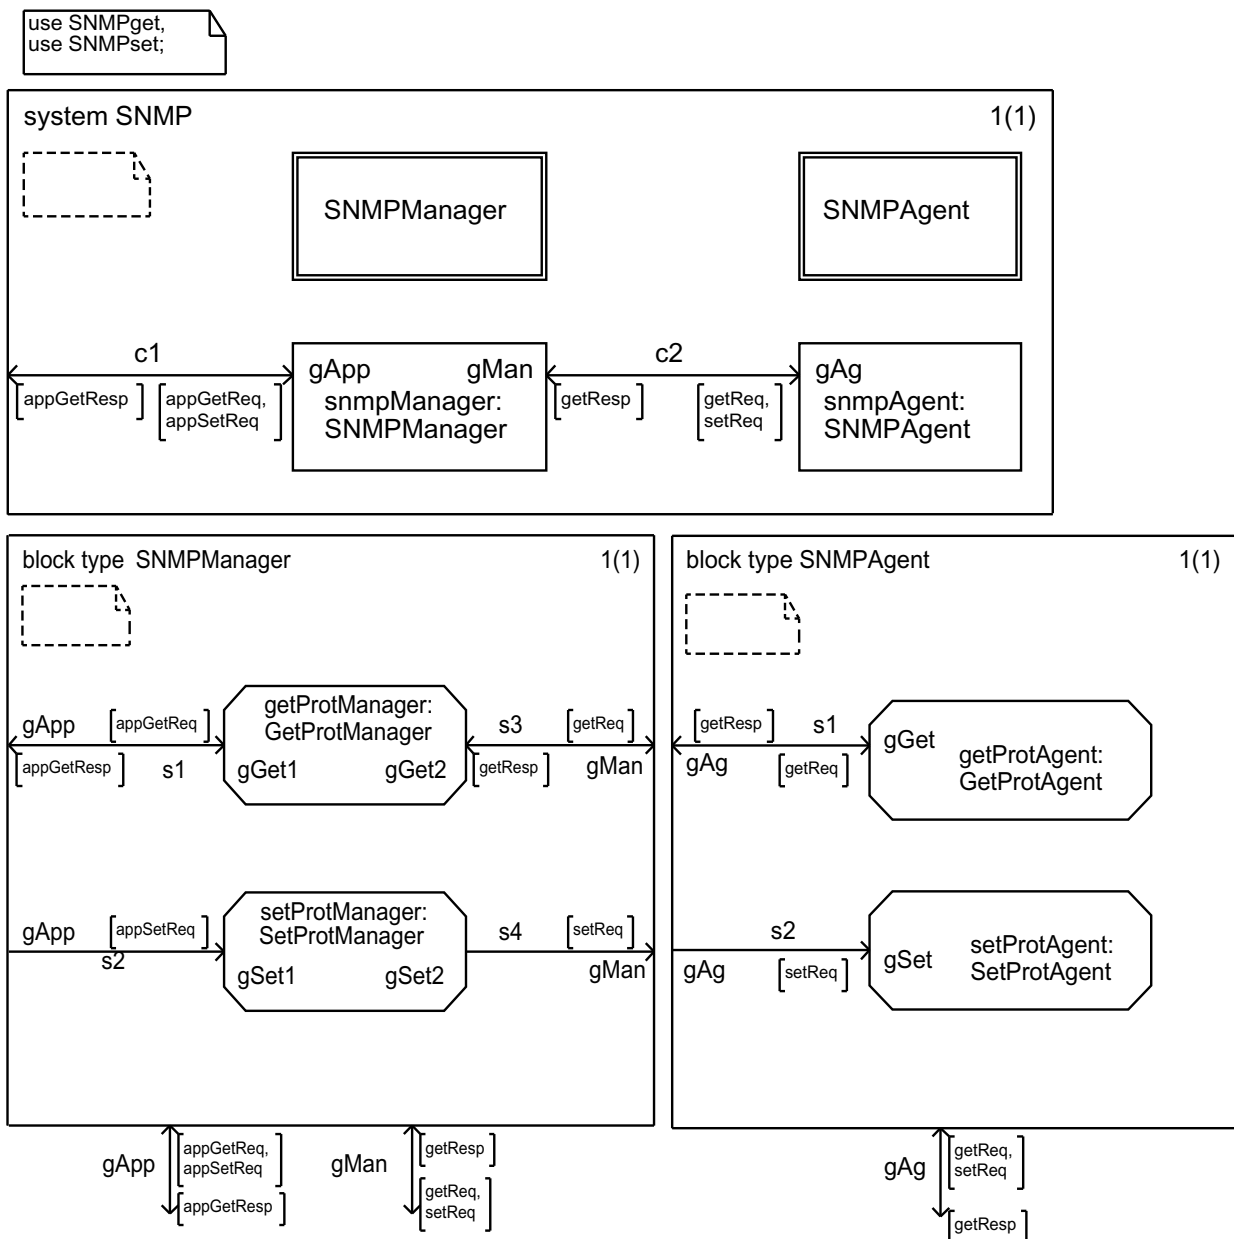 use SNMPget,
use SNMPset;
system SNMP
1(1)
SNMPManager
SNMPAgent
c1
[appGetResp]
[appGetReq,
appSetReq]
gApp
gMan
snmpManager:
SNMPManager
c2
[getResp]
[getReq,
setReq]
gAg
snmpAgent:
SNMPAgent
block type SNMPManager
1(1)
gApp
[appGetReq]
[appGetResp]
s1
getProtManager:
GetProtManager
gGet1
gGet2
s3
[getReq]
[getResp]
gMan
gApp
[appSetReq]
s2
setProtManager:
SetProtManager
gSet1
gSet2
s4
[setReq]
gMan
gApp
[appGetReq,
appSetReq]
[appGetResp]
gMan
[getResp]
[getReq,
setReq]
block type SNMPAgent
1(1)
[getResp]
s1
gAg
[getReq]
gGet
getProtAgent:
GetProtAgent
s2
gAg
[setReq]
gSet
setProtAgent:
SetProtAgent
gAg
[getReq,
setReq]
[getResp]